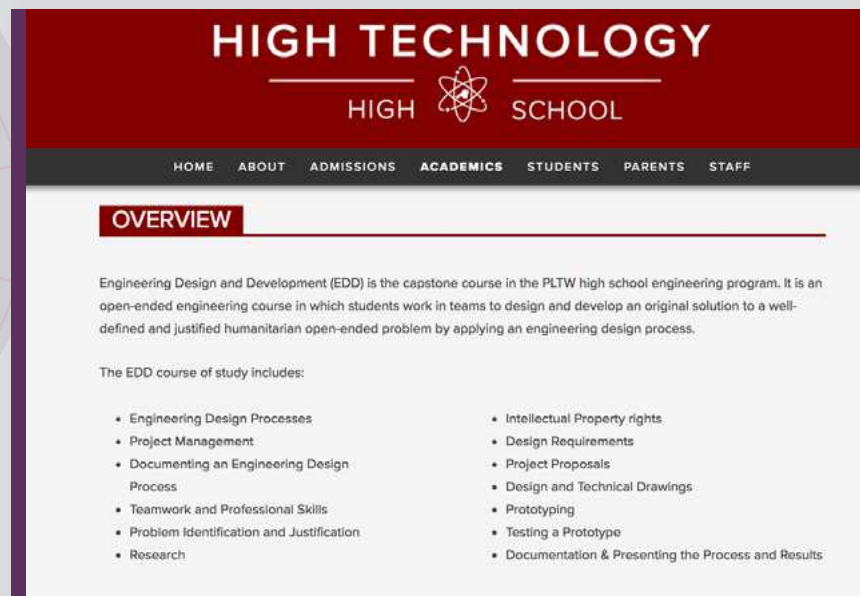 HIGH TECHNOLOGY
HIGH SCHOOL
HOME ABOUT ADMISSIONS ACADEMICS STUDENTS PARENTS STAFF
OVERVIEW
Engineering Design and Development (EDD) is the capstone course in the PLTW high school engineering program. It is an
open-ended engineering course in which students work in teams to design and develop an original solution to a well-
defined and justified humanitarian open-ended problem by applying an engineering design process.
The EDD course of study includes:
• Engineering Design Processes
• Project Management
• Documenting an Engineering Design
Process
• Teamwork and Professional Skills
• Problem Identification and Justification
• Research
• Intellectual Property rights
• Design Requirements
• Project Proposals
• Design and Technical Drawings
• Prototyping
• Testing a Prototype
• Documentation & Presenting the Process and Results